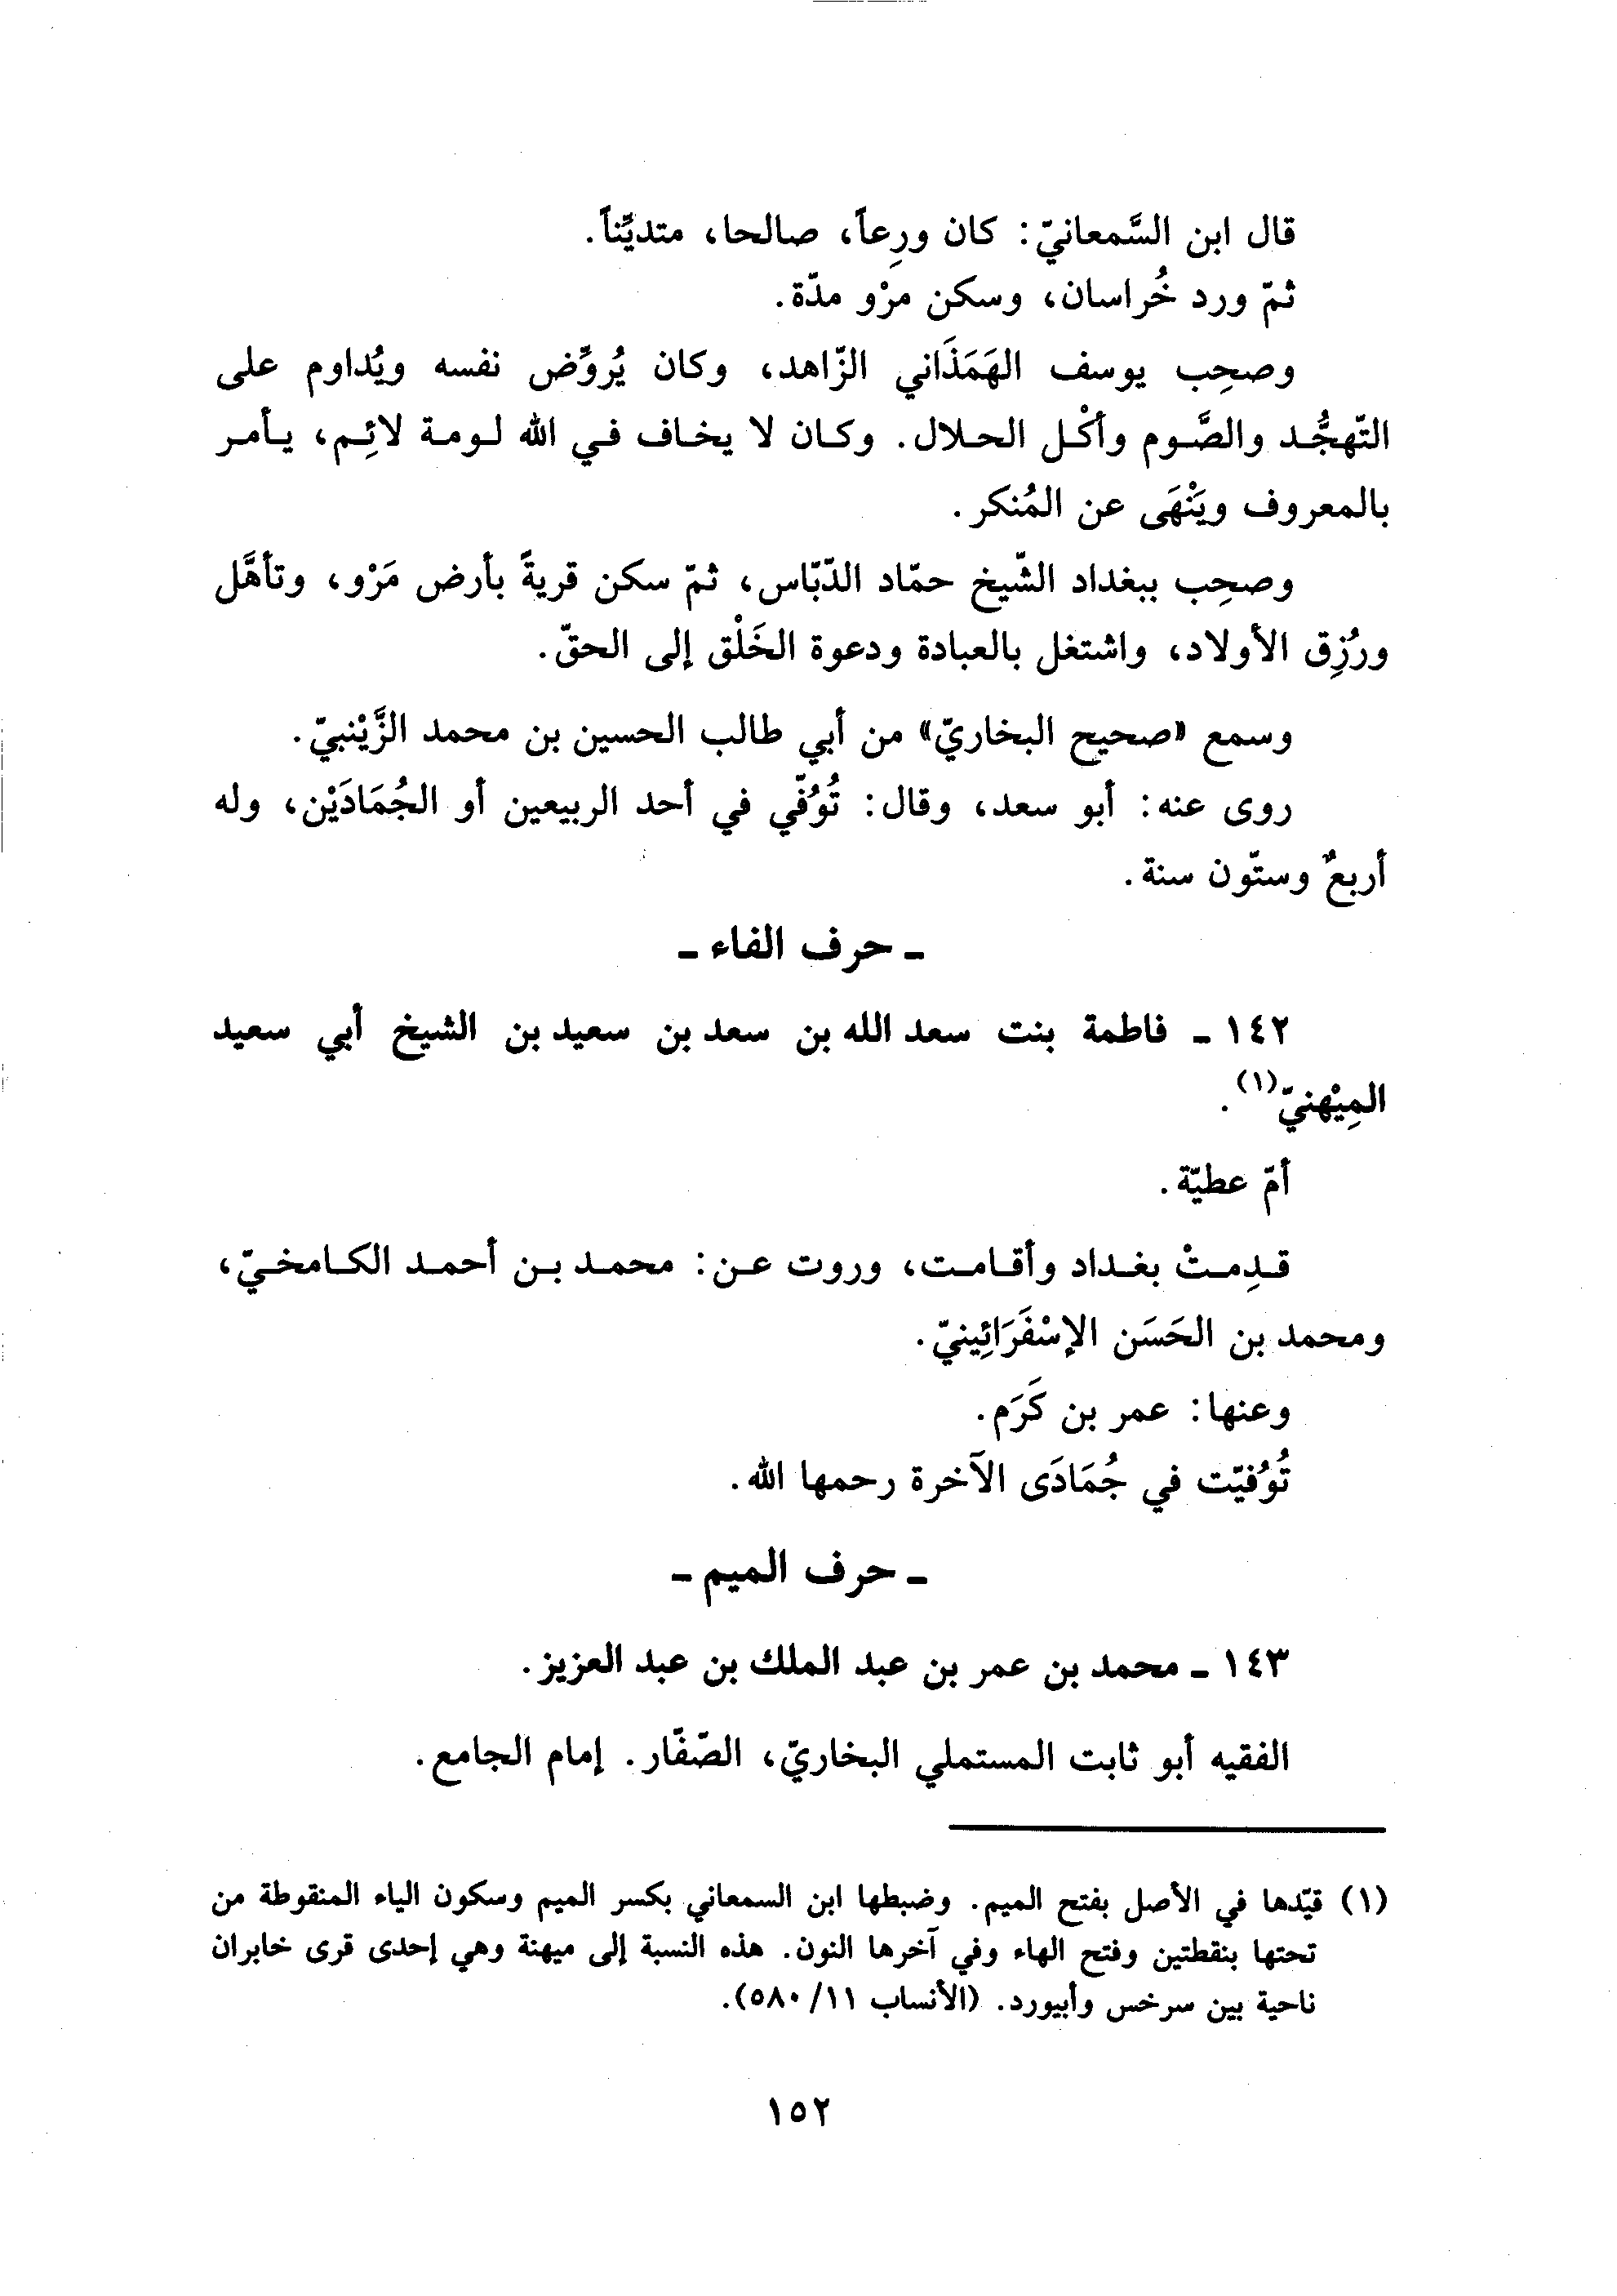 قال ابن السَّمعانيّ: كان ورِعاً، صالحا، متديِّناً.
ثمّ ورد خُراسان، وسكن مرْو مدّة.
وصحِب يوسف الهَمَذَاني الزّاهد، وكان يُروِّض نفسه ويُداوم على
التّهجُّد والصَّوم وأكْل الحلال. وكان لا يخاف في الله لومة لائِم، يأمر
بالمعروف ويَنْهَى عن المُنكر.
وصحِب ببغداد الشّيخ حمّاد الدّبّاس، ثمّ سكن قريةً بأرض مَرْو، وتأهَّل
ورُزِق الأولاد، واشتغل بالعبادة ودعوة الخَلْق إلى الحقّ.
وسمع «صحيح البخاريّ» من أبي طالب الحسين بن محمد الزَّيْنبيّ.
روى عنه: أبو سعد، وقال: تُوُفّي في أحد الربيعين أو الجُمَادَيْن، وله
أربعٌ وستّون سنة.
ـ حرف الفاء ـ
١٤٢ ـ فاطمة بنت سعد الله بن سعد بن سعيد بن الشيخ أبي سعيد
المِيْهنيّ(١).
أمّ عطيّة.
قدِمتْ بغداد وأقامت، وروت عن: محمد بن أحمد الكامخيّ،
ومحمد بن الحَسَن الإسْفَرَائِينيّ.
وعنها: عمر بن كَرَم.
تُوُفيّت في جُمَادَى الآخرة رحمها الله.
ـ حرف الميم ـ
١٤٣ ـ محمد بن عمر بن عبد الملك بن عبد العزيز.
الفقيه أبو ثابت المستملي البخاريّ، الصّفّار. إمام الجامع.
(١) قيّدها في الأصل بفتح الميم. وضبطها ابن السمعاني بكسر الميم وسكون الياء المنقوطة من
تحتها بنقطتين وفتح الهاء وفي آخرها النون. هذه النسبة إلى ميهنة وهي إحدى قرى خابران
ناحية بين سرخس وأبيورد. (الأنساب ١١/ ٥٨٠).
١٥٢